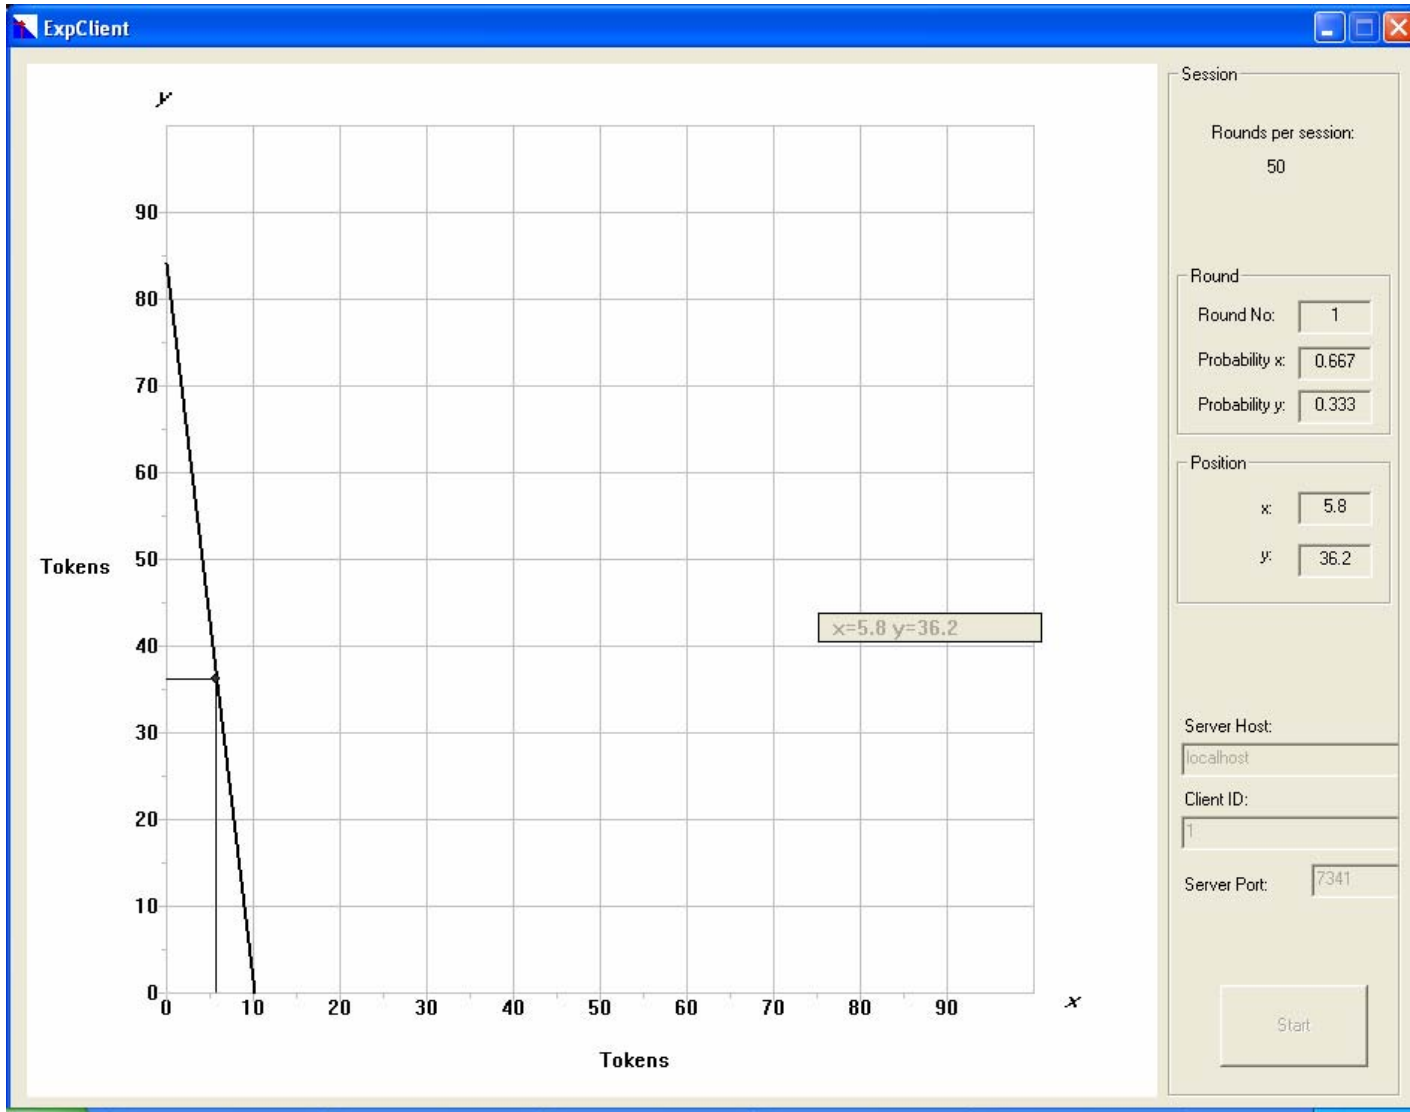 ExpClient
y
90
80
70
60
50
40
30
20
10
0
Tokens
x=5.8 y=36.2
0 10 20 30 40 50 60 70 80 90
x
Tokens
Session
Rounds per session:
50
Round
Round No: 1
Probability x: 0.667
Probability y: 0.333
Position
x: 5.8
y: 36.2
Server Host:
localhost
Client ID:
1
Server Port: 7341
Start